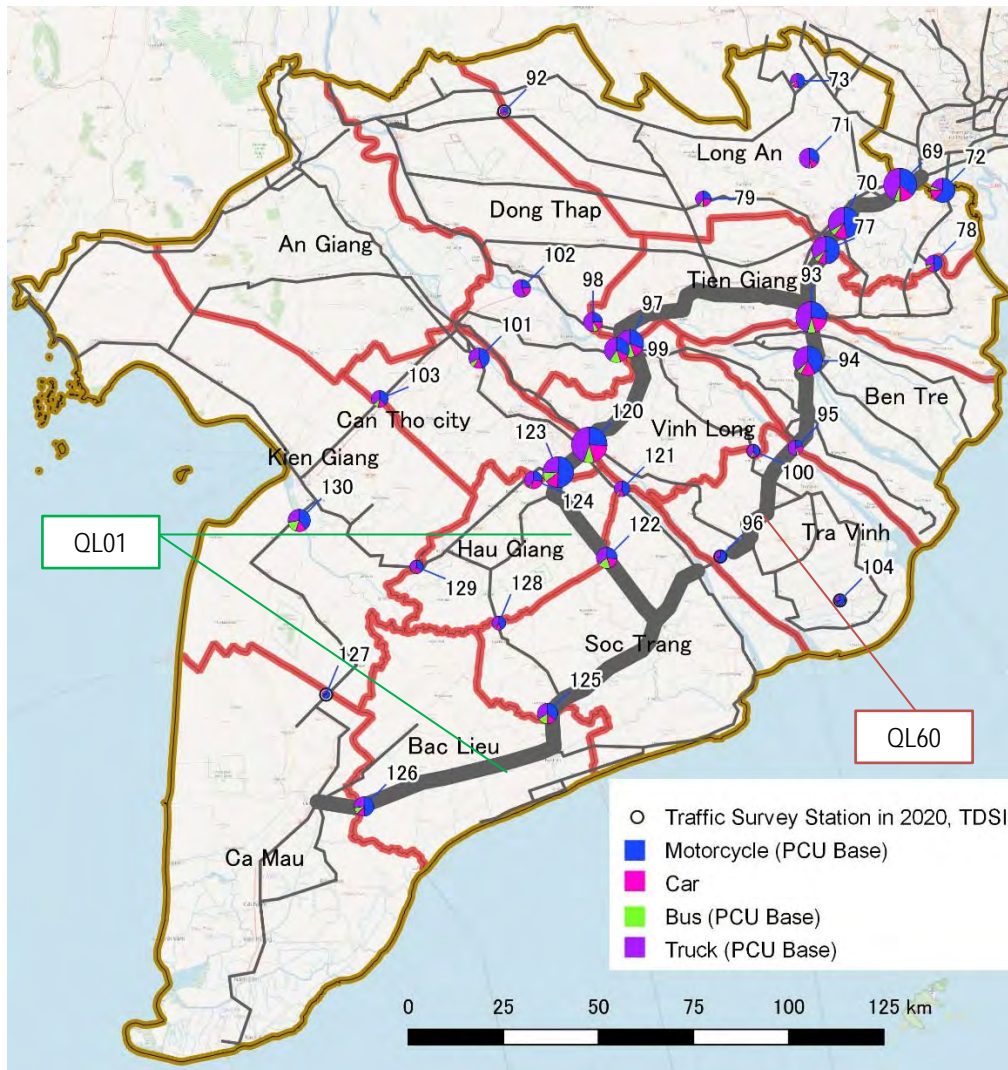 92
73
71
Long An
69
72
70
79
Dong Thap
77
An Giang
78
102
93
Tien Giang
98
97
101
99
94
103
Ben Tre
Can Tho city
120
95
123
Vinh Long
Kien Giang
121
100
130
124
QL01
122
96
Tra Vinh
Hau Giang
104
129
128
Soc Trang
127
125
QL60
Bac Lieu
126
Traffic Survey Station in 2020, TDSI
Motorcycle (PCU Base)
Ca Mau
Car
Bus (PCU Base)
Truck (PCU Base)
0 25 50 75 100 125 km